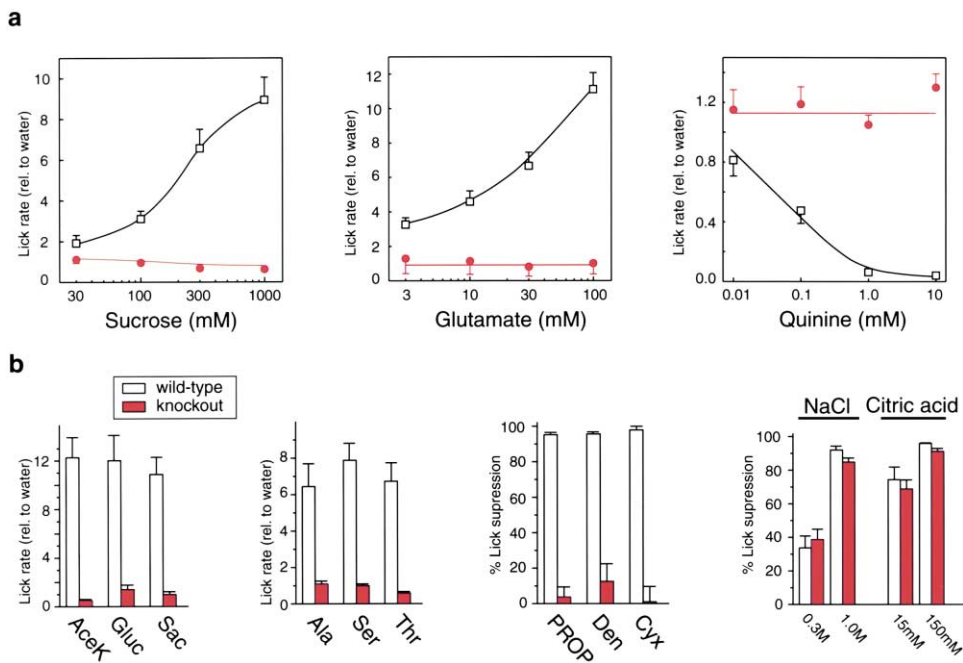 a
Lick rate (rel. to water)
10
8
6
4
2
0
30
100
300
1000
Sucrose (mM)
Lick rate (rel. to water)
12
10
8
6
4
2
0
3
10
30
100
Glutamate (mM)
Lick rate (rel. to water)
1.2
0.8
0.4
0.0
0.01
0.1
1.0
10
Quinine (mM)
b
wild-type
knockout
Lick rate (rel. to water)
12
8
4
0
AceK
Gluc
Sac
Lick rate (rel. to water)
8
6
4
2
0
Ala
Ser
Thr
% Lick supression
100
80
60
40
20
0
PROP
Den
Cyx
NaCl
Citric acid
% Lick supression
100
80
60
40
20
0
0.3M
1.0M
15mM
150mM